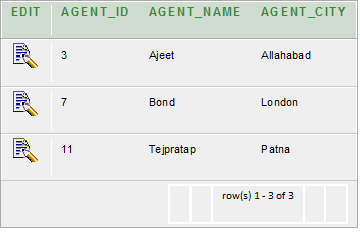 EDIT AGENT_ID AGENT_NAME AGENT_CITY
3 Ajeet Allahabad
7 Bond London
11 Tejpratap Patna
row(s) 1 - 3 of 3